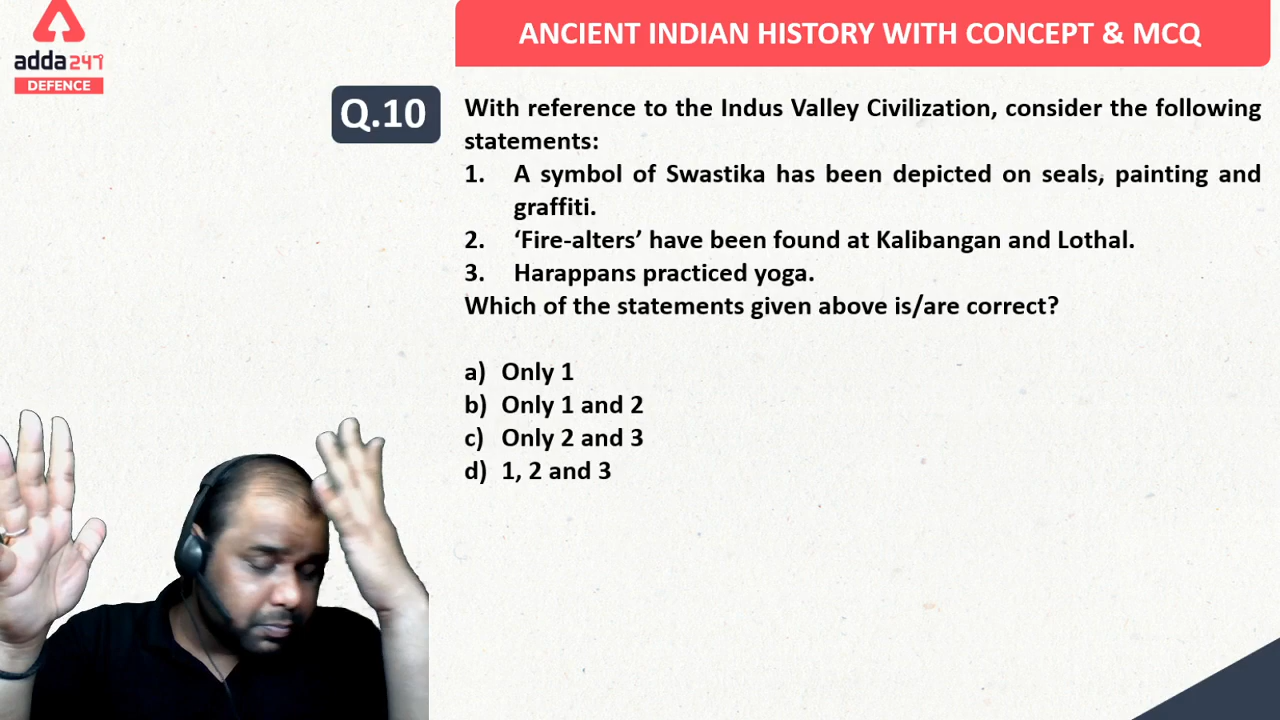 adda247
DEFENCE
ANCIENT INDIAN HISTORY WITH CONCEPT & MCQ
Q.10
With reference to the Indus Valley Civilization, consider the following
statements:
1. A symbol of Swastika has been depicted on seals, painting and
graffiti.
2. ‘Fire-alters’ have been found at Kalibangan and Lothal.
3. Harappans practiced yoga.
Which of the statements given above is/are correct?
a) Only 1
b) Only 1 and 2
c) Only 2 and 3
d) 1, 2 and 3